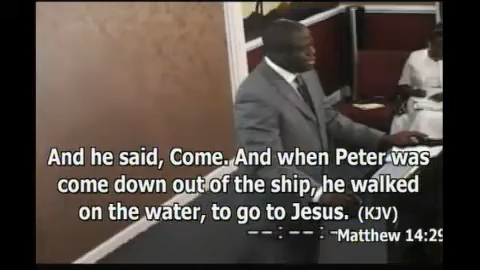 And he said, Come. And when Peter was
come down out of the ship, he walked
on the water, to go to Jesus. (KJV)
--:--:--
Matthew 14:29